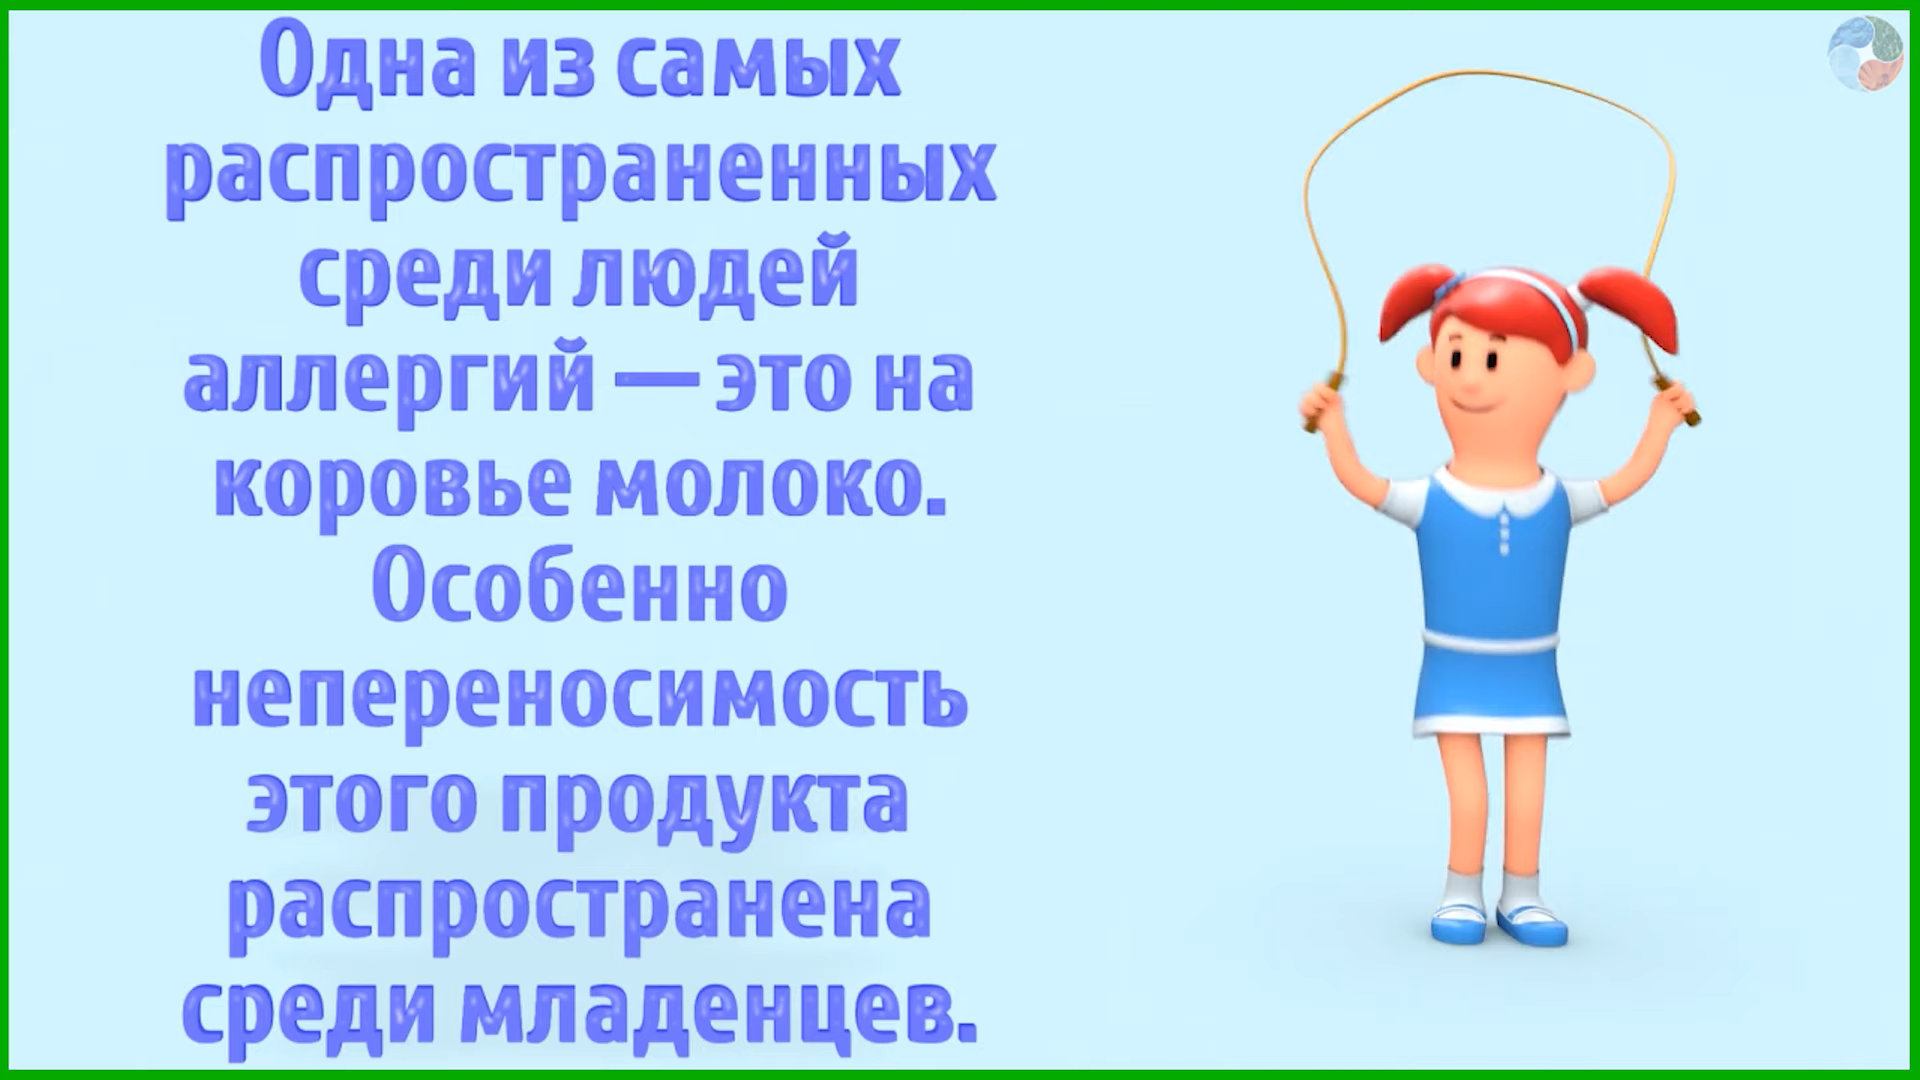 Одна из самых
распространенных
среди людей
аллергий — это на
коровье молоко.
Особенно
непереносимость
этого продукта
распространена
среди младенцев.